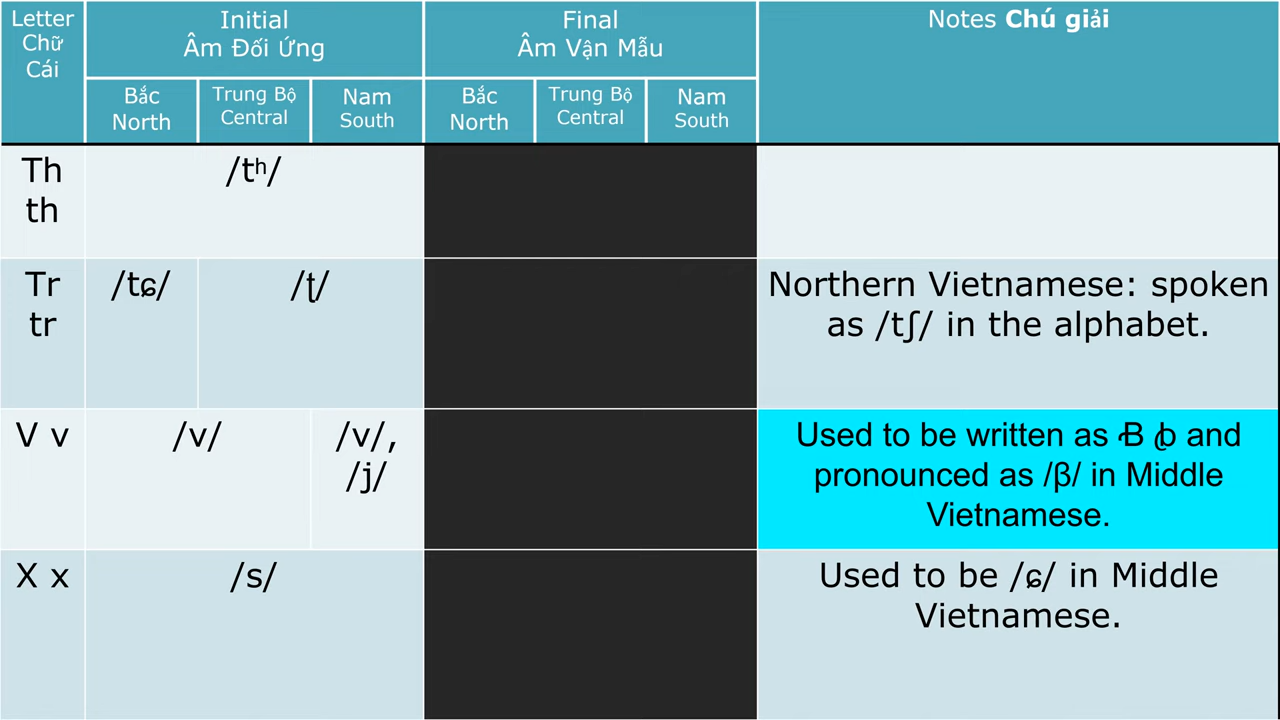 Letter
Chữ
Cái
Initial
Âm Đối Ứng
Final
Âm Vận Mẫu
Notes Chú giải
Bắc
North
Trung Bộ
Central
Nam
South
Bắc
North
Trung Bộ
Central
Nam
South
Th
th
/tʰ/
Tr
tr
/tɕ/
/ʈ/
Northern Vietnamese: spoken
as /tʃ/ in the alphabet.
V v
/v/
/v/,
/j/
Used to be written as Ꞗ ꞗ and
pronounced as /β/ in Middle
Vietnamese.
X x
/s/
Used to be /ɕ/ in Middle
Vietnamese.